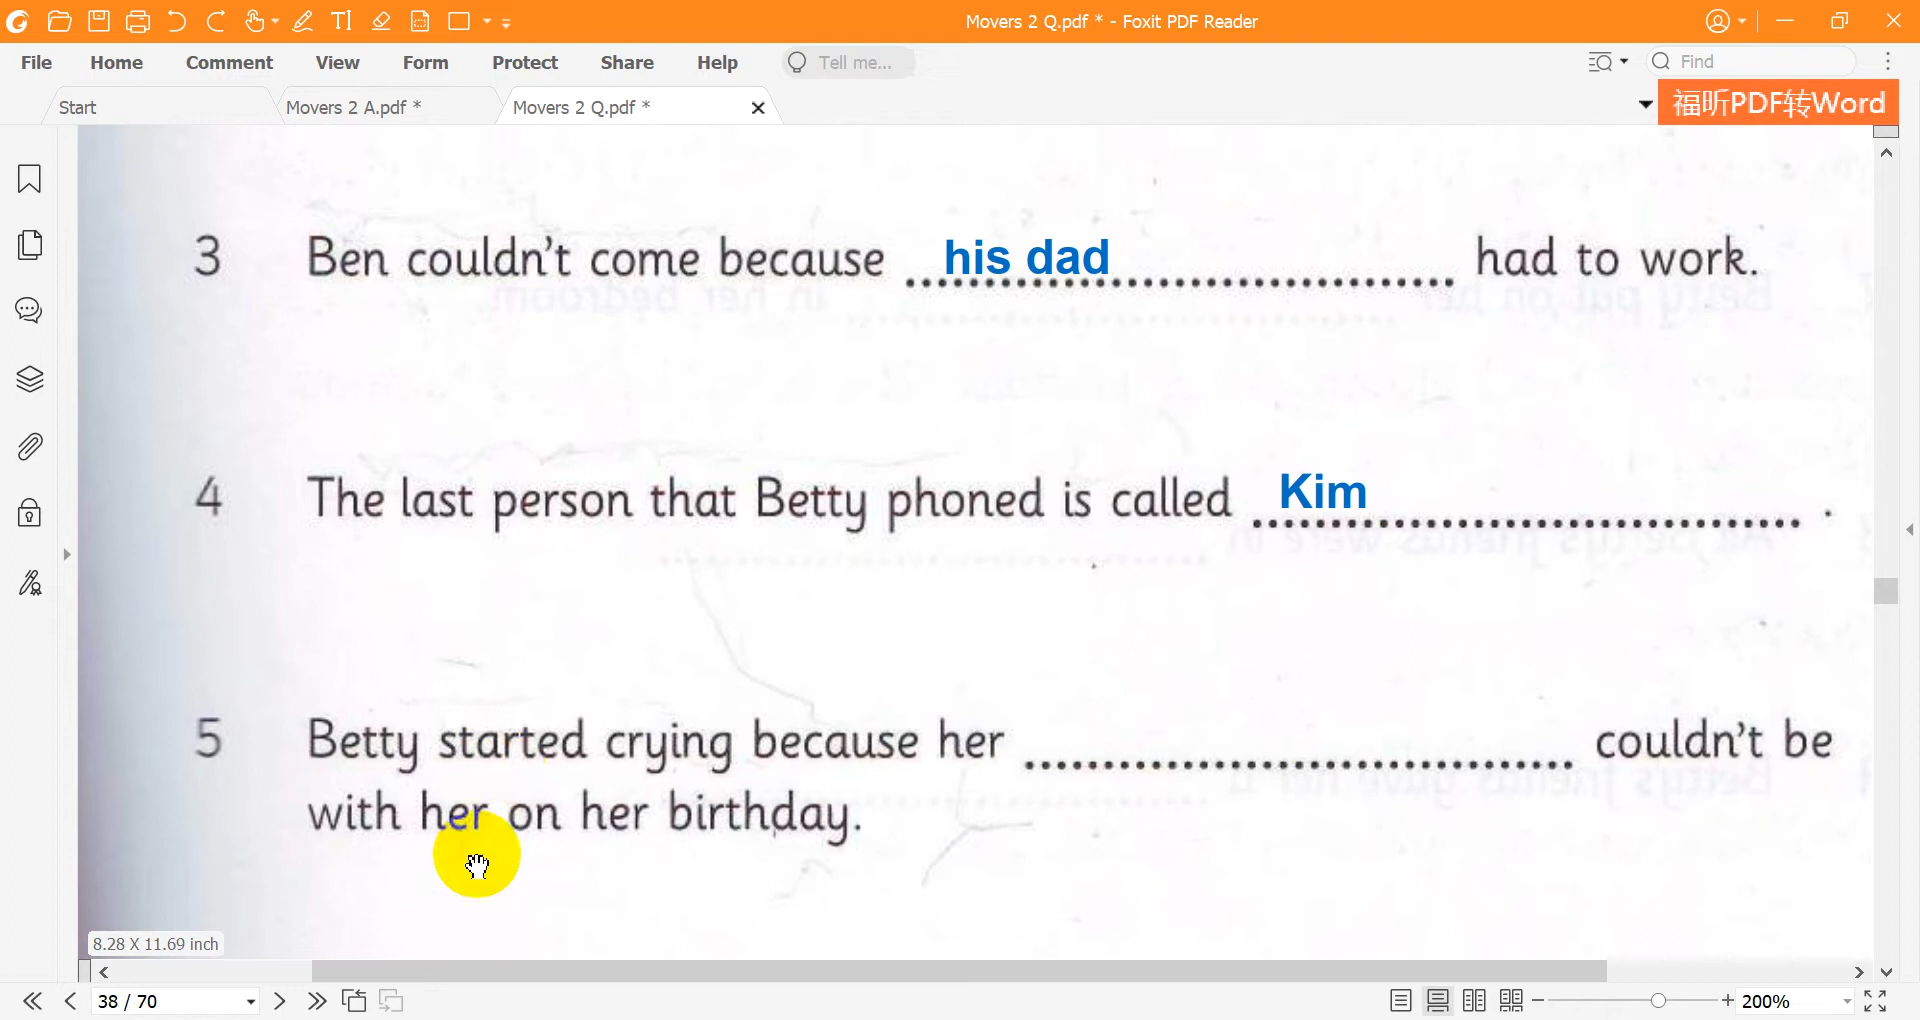 Movers 2 Q.pdf * - Foxit PDF Reader
File Home Comment View Form Protect Share Help Tell me... Find
Start Movers 2 A.pdf * Movers 2 Q.pdf * 福昕PDF转Word
3 Ben couldn't come because his dad had to work.
4 The last person that Betty phoned is called Kim .
5 Betty started crying because her couldn't be
with her on her birthday.
8.28 X 11.69 inch
38 / 70 200%